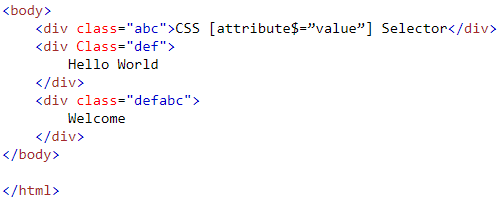 <body>
    <div class="abc">CSS [attribute$=”value”] Selector</div>
    <div Class="def">
        Hello World
    </div>
    <div class="defabc">
        Welcome
    </div>
</body>

</html>